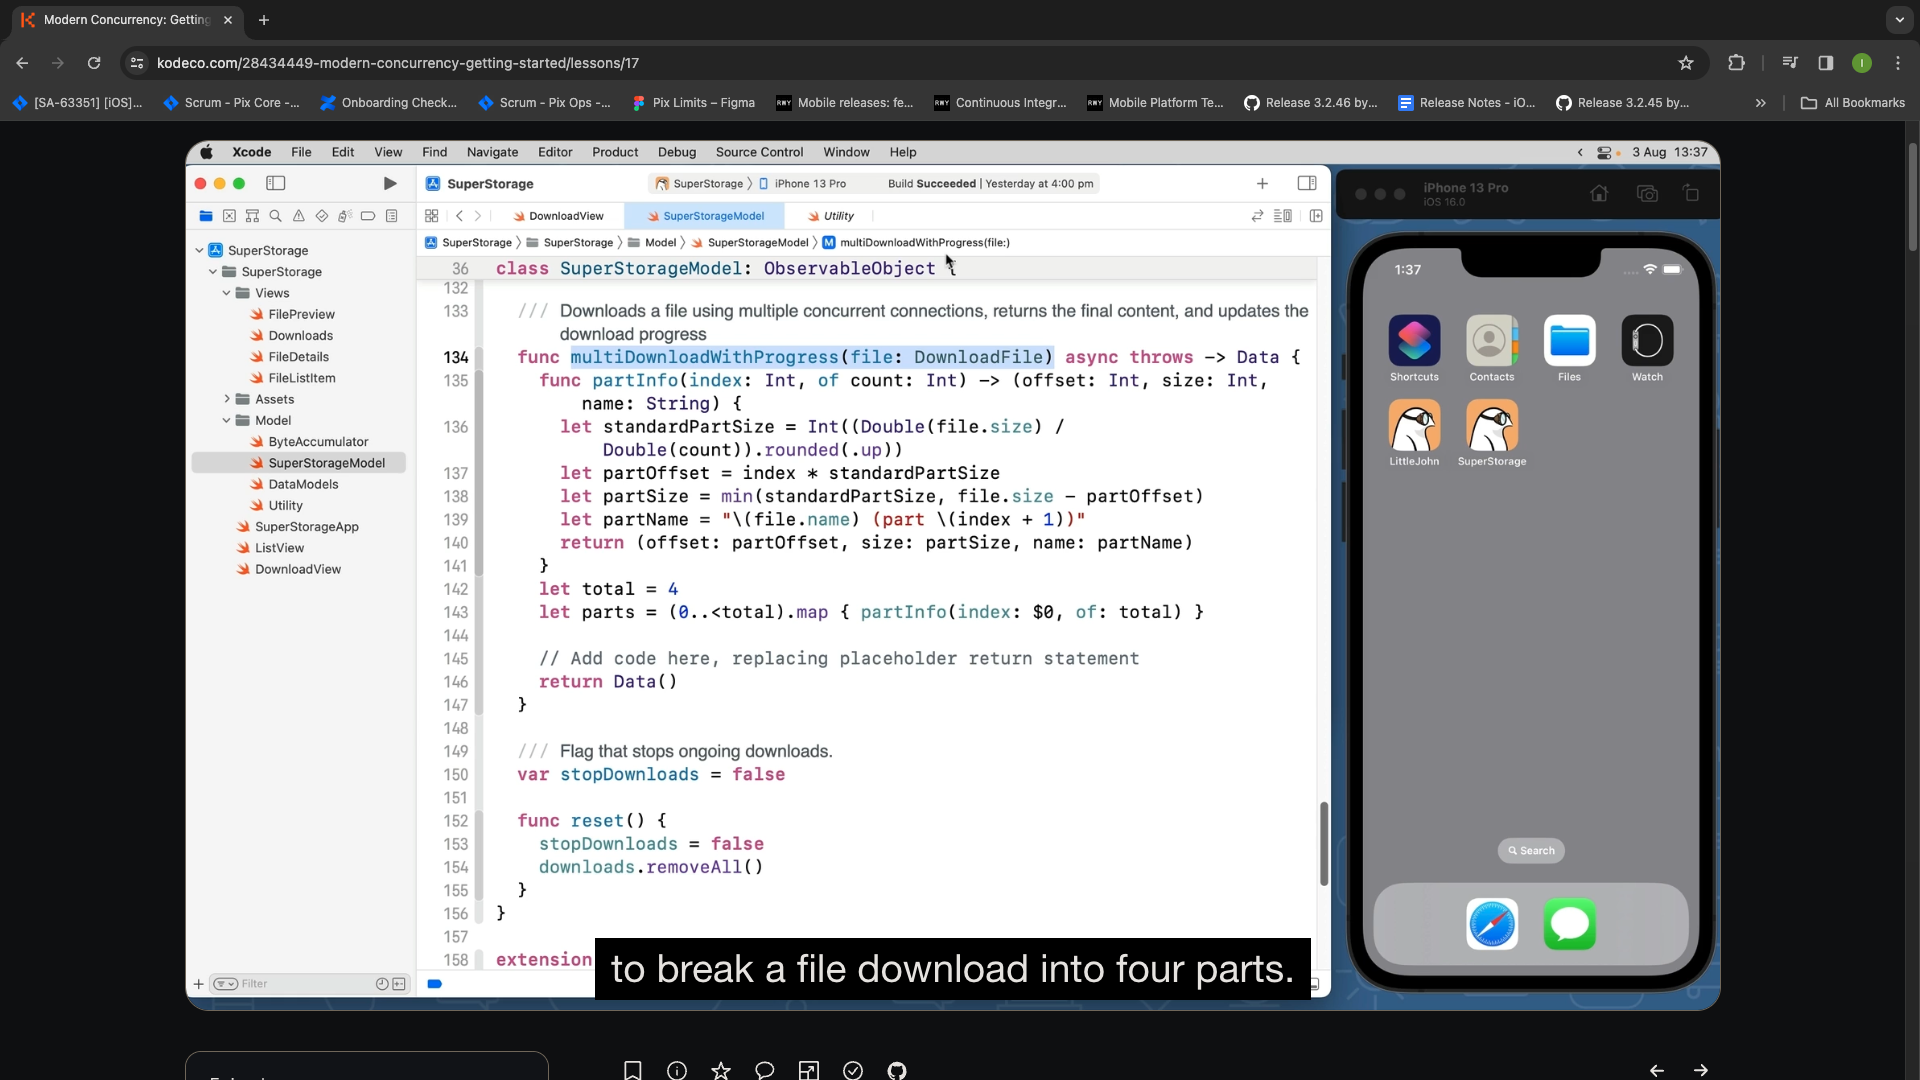 Modern Concurrency: Getting
kodeco.com/28434449-modern-concurrency-getting-started/lessons/17
[SA-63351] [iOS]...
Scrum - Pix Core -...
Onboarding Check...
Scrum - Pix Ops -...
Pix Limits – Figma
Mobile releases: fe...
Continuous Integr...
Mobile Platform Te...
Release 3.2.46 by...
Release Notes - iO...
Release 3.2.45 by...
All Bookmarks
Xcode File Edit View Find Navigate Editor Product Debug Source Control Window Help
3 Aug 13:37
SuperStorage
SuperStorage
iPhone 13 Pro
Build Succeeded | Yesterday at 4:00 pm
DownloadView
SuperStorageModel
Utility
SuperStorage
SuperStorage
Model
SuperStorageModel
M multiDownloadWithProgress(file:)
SuperStorage
SuperStorage
Views
FilePreview
Downloads
FileDetails
FileListItem
Assets
Model
ByteAccumulator
SuperStorageModel
DataModels
Utility
SuperStorageApp
ListView
DownloadView
Filter
36 class SuperStorageModel: ObservableObject {
132
133 /// Downloads a file using multiple concurrent connections, returns the final content, and updates the
download progress
134 func multiDownloadWithProgress(file: DownloadFile) async throws -> Data {
135 func partInfo(index: Int, of count: Int) -> (offset: Int, size: Int,
name: String) {
136 let standardPartSize = Int((Double(file.size) /
Double(count)).rounded(.up))
137 let partOffset = index * standardPartSize
138 let partSize = min(standardPartSize, file.size - partOffset)
139 let partName = "\(file.name) (part \(index + 1))"
140 return (offset: partOffset, size: partSize, name: partName)
141 }
142 let total = 4
143 let parts = (0..<total).map { partInfo(index: $0, of: total) }
144
145 // Add code here, replacing placeholder return statement
146 return Data()
147 }
148
149 /// Flag that stops ongoing downloads.
150 var stopDownloads = false
151
152 func reset() {
153 stopDownloads = false
154 downloads.removeAll()
155 }
156 }
157
158 extension
to break a file download into four parts.
iPhone 13 Pro
iOS 16.0
1:37
Shortcuts
Contacts
Files
Watch
LittleJohn
SuperStorage
Search